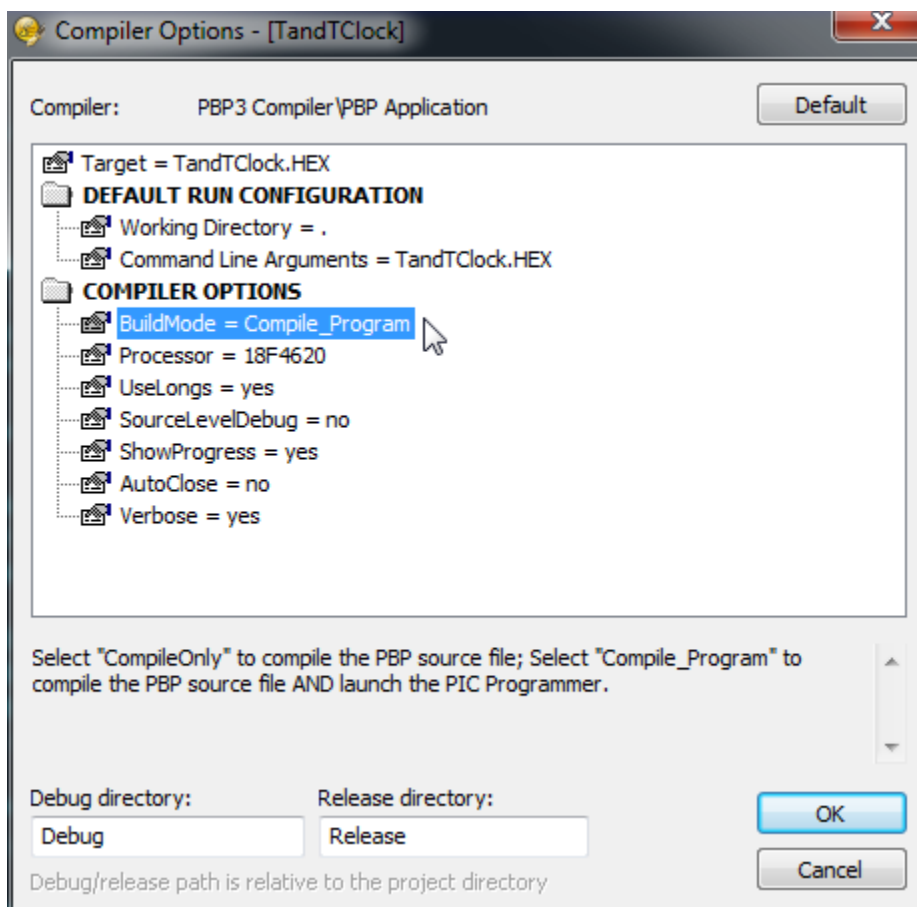 Compiler Options - [TandTClock]
Compiler: PBP3 Compiler\PBP Application Default
Target = TandTClock.HEX
DEFAULT RUN CONFIGURATION
Working Directory = .
Command Line Arguments = TandTClock.HEX
COMPILER OPTIONS
BuildMode = Compile_Program
Processor = 18F4620
UseLongs = yes
SourceLevelDebug = no
ShowProgress = yes
AutoClose = no
Verbose = yes
Select "CompileOnly" to compile the PBP source file; Select "Compile_Program" to
compile the PBP source file AND launch the PIC Programmer.
Debug directory: Release directory:
Debug Release
OK
Debug/release path is relative to the project directory
Cancel